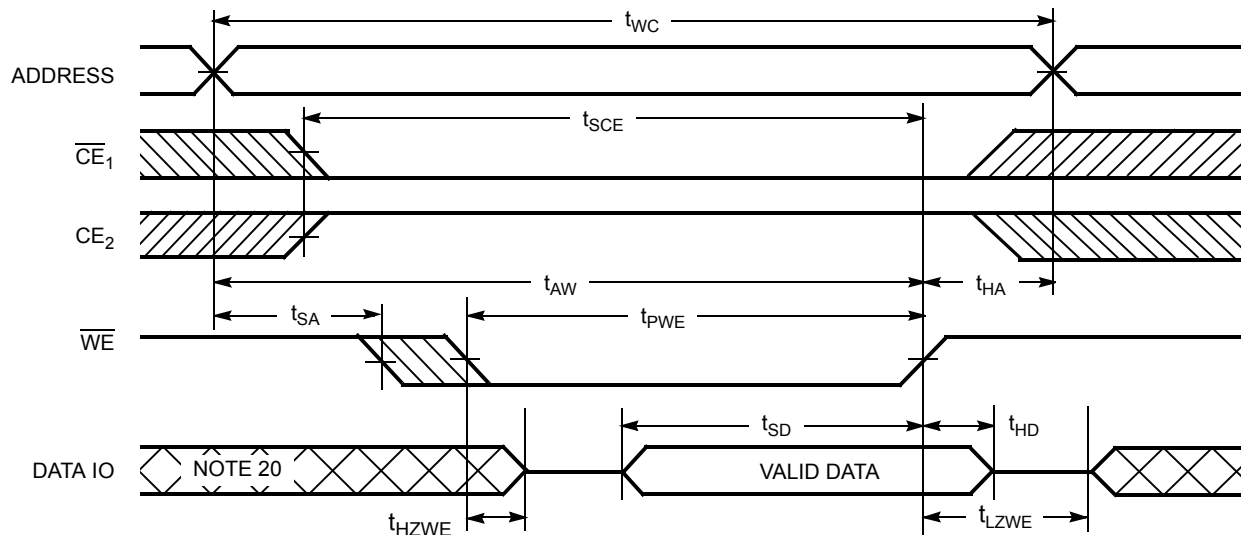 tWC
ADDRESS
tSCE
CE1
CE2
tAW
tHA
tSA
tPWE
WE
tSD
tHD
DATA IO
NOTE 20
VALID DATA
tHZWE
tLZWE